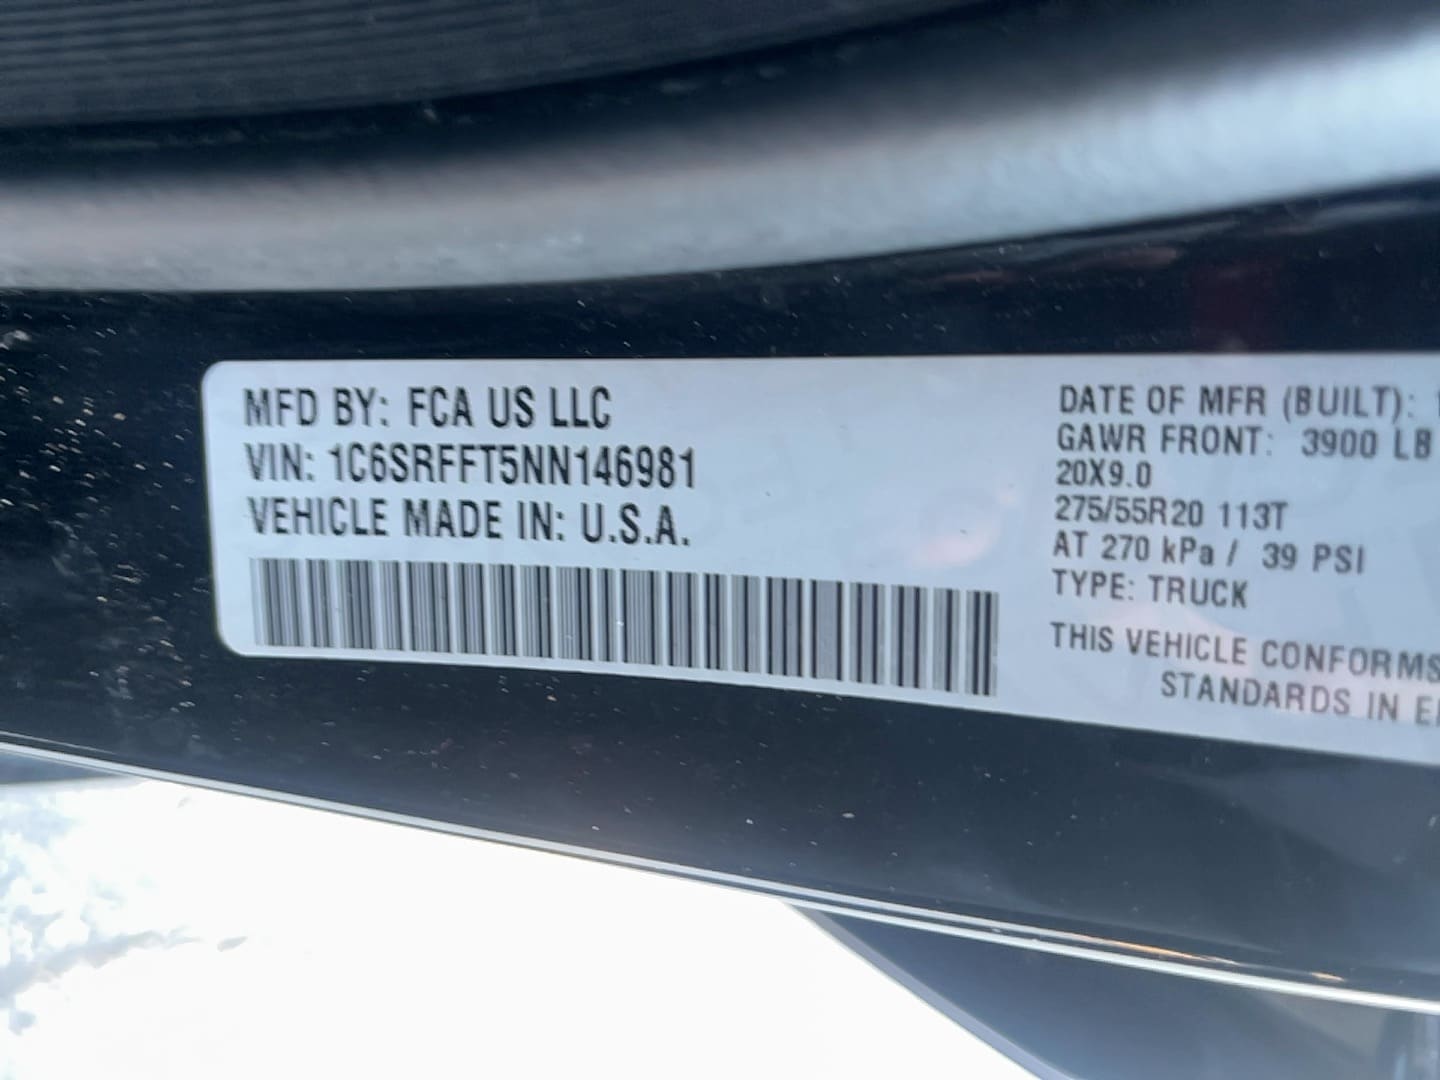 MFD BY: FCA US LLC
VIN: 1C6SRFFT5NN146981
VEHICLE MADE IN: U.S.A.
DATE OF MFR (BUILT):
GAWR FRONT: 3900 LB
20X9.0
275/55R20 113T
AT 270 kPa / 39 PSI
TYPE: TRUCK
THIS VEHICLE CONFORMS
STANDARDS IN